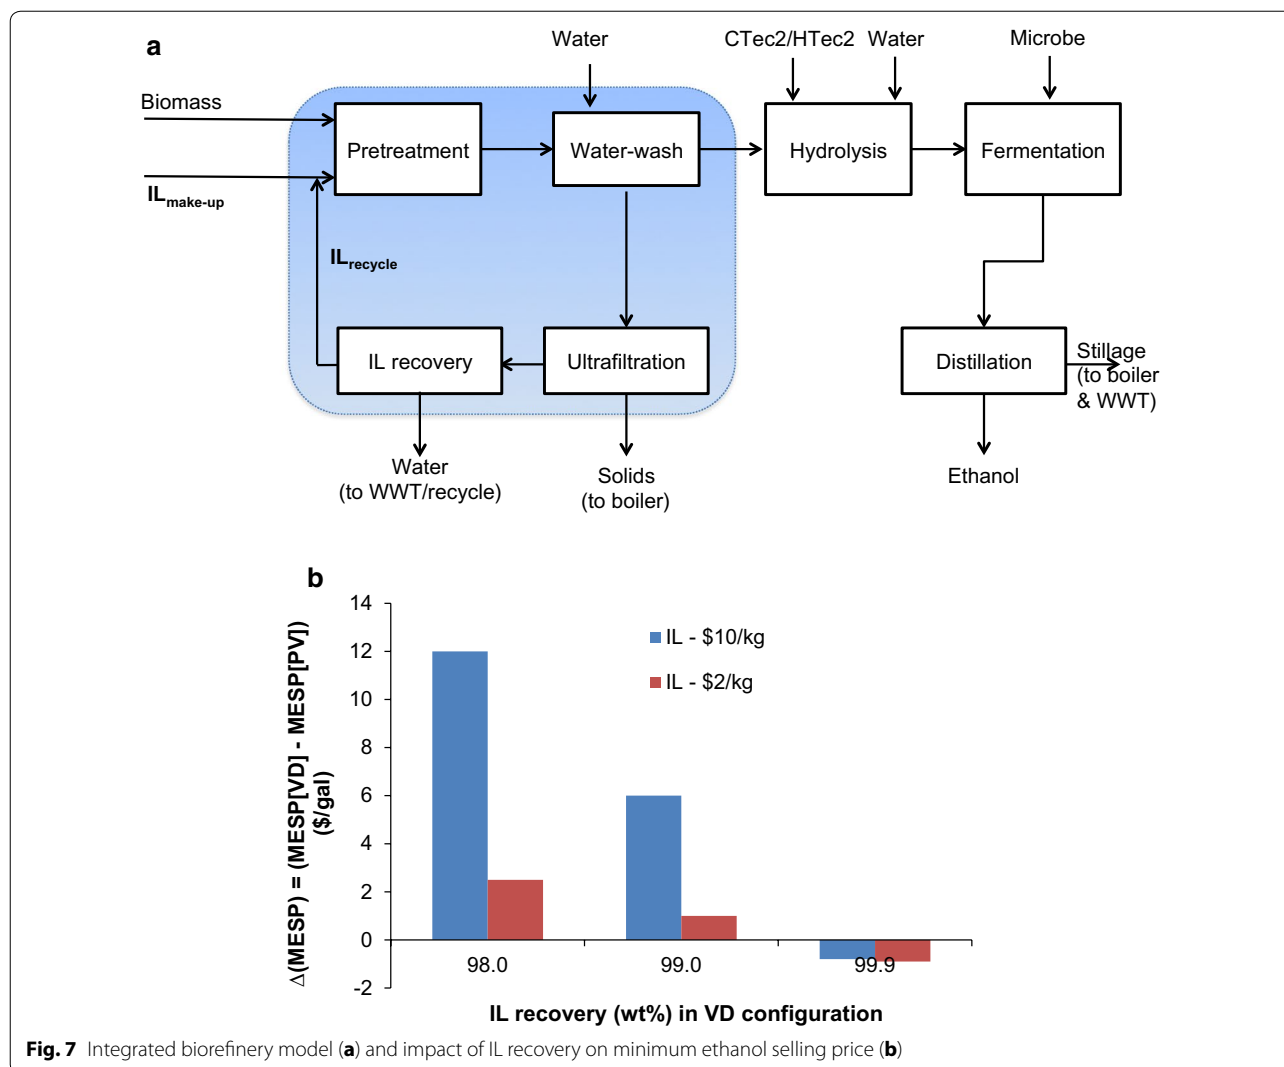 a
Water
CTec2/HTec2
Water
Microbe
Biomass
Pretreatment
Water-wash
Hydrolysis
Fermentation
ILmake-up
ILrecycle
IL recovery
Ultrafiltration
Distillation
Stillage
(to boiler
& WWT)
Water
(to WWT/recycle)
Solids
(to boiler)
Ethanol
b
Δ(MESP) = (MESP[VD] - MESP[PV])
($/gal)
14
12
10
8
6
4
2
0
-2
IL - $10/kg
IL - $2/kg
98.0
99.0
99.9
IL recovery (wt%) in VD configuration
Fig. 7 Integrated biorefinery model (a) and impact of IL recovery on minimum ethanol selling price (b)